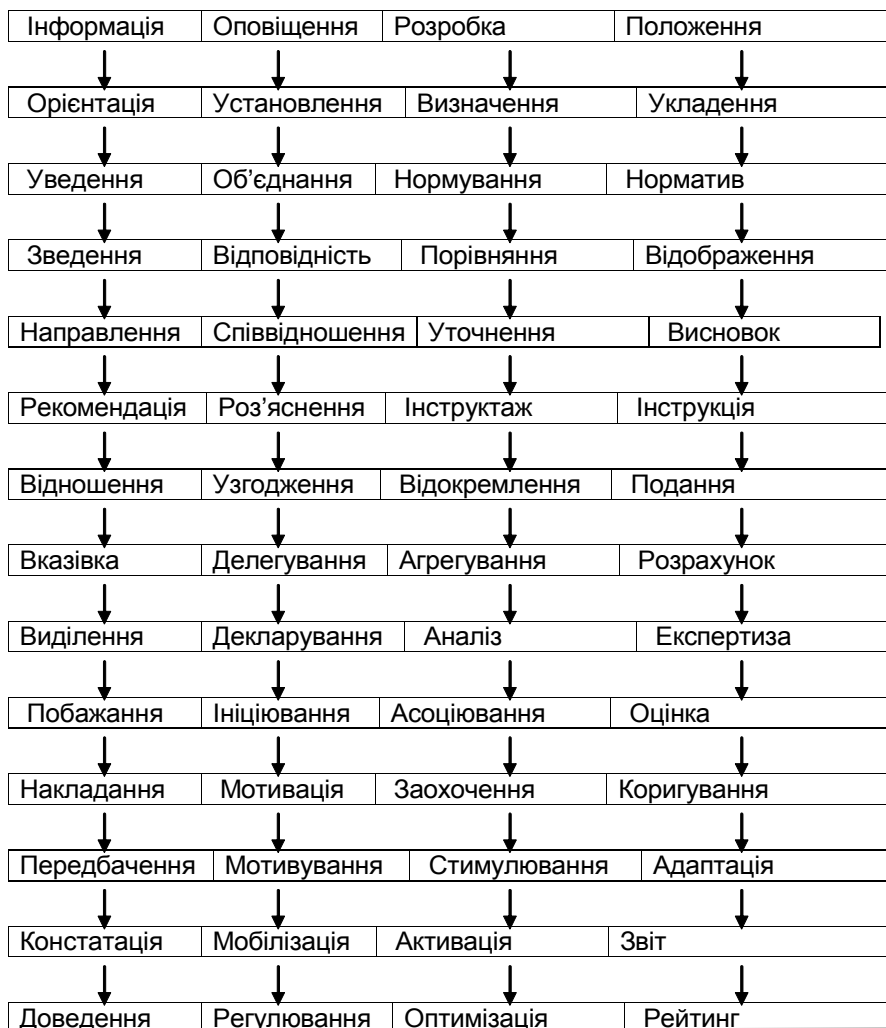 Інформація Оповіщення Розробка Положення
Орієнтація Установлення Визначення Укладення
Уведення Об’єднання Нормування Норматив
Зведення Відповідність Порівняння Відображення
Направлення Співвідношення Уточнення Висновок
Рекомендація Роз’яснення Інструктаж Інструкція
Відношення Узгодження Відокремлення Подання
Вказівка Делегування Агрегування Розрахунок
Виділення Декларування Аналіз Експертиза
Побажання Ініціювання Асоціювання Оцінка
Накладання Мотивація Заохочення Коригування
Передбачення Мотивування Стимулювання Адаптація
Констатація Мобілізація Активація Звіт
Доведення Регулювання Оптимізація Рейтинг